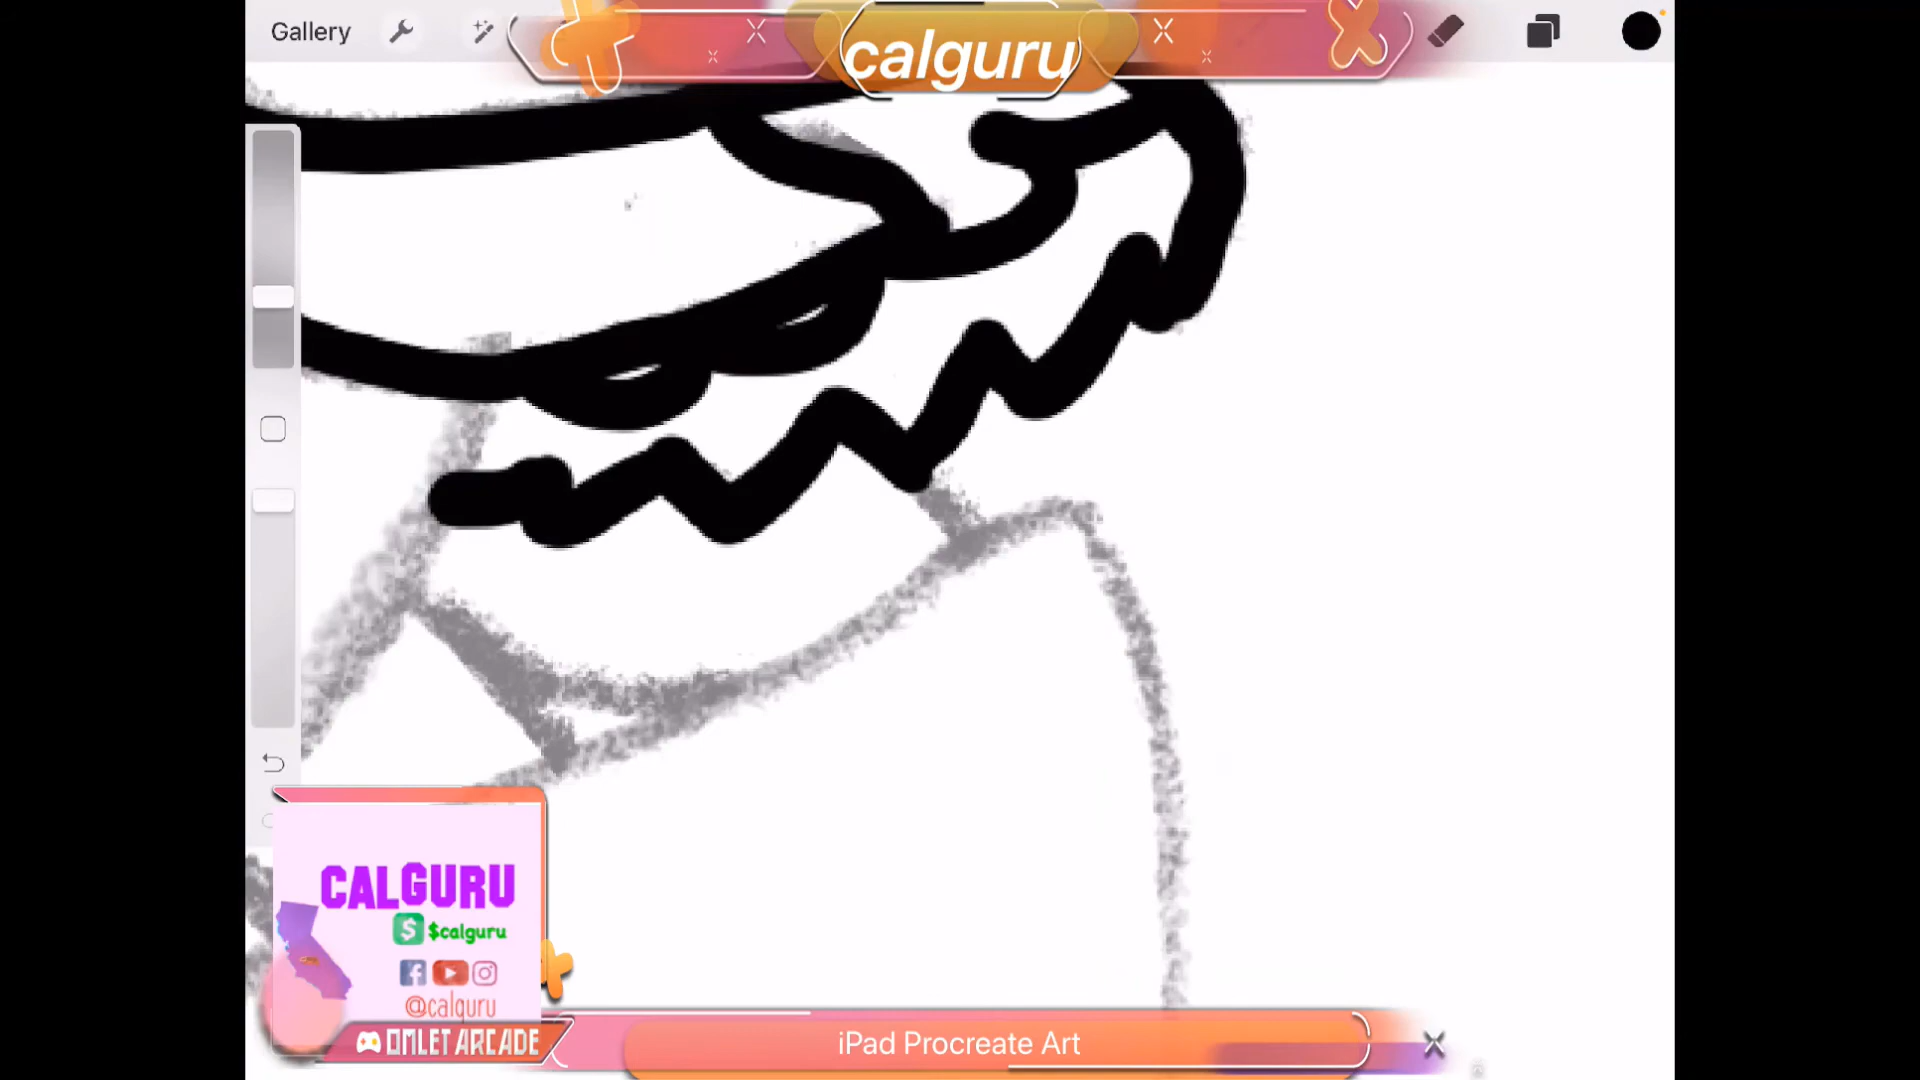 Gallery
calguru
CALGURU
$ $calguru
@calguru
OMLET ARCADE
iPad Procreate Art